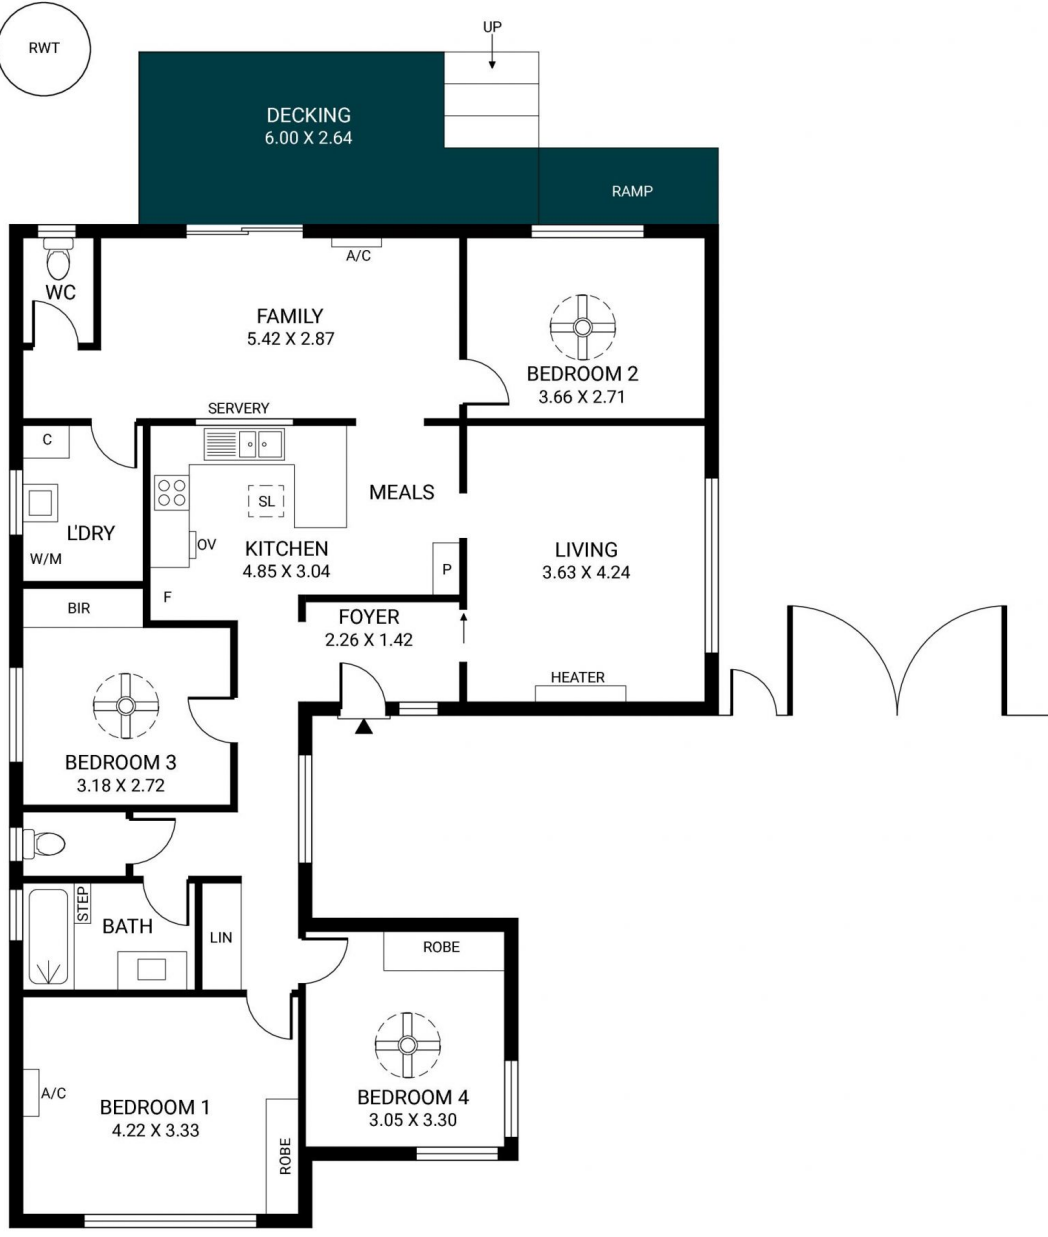 UP
RWT
DECKING
6.00 X 2.64
RAMP
A/C
WC
FAMILY
5.42 X 2.87
BEDROOM 2
3.66 X 2.71
SERVERY
C
MEALS
SL
L'DRY
OV
KITCHEN
4.85 X 3.04
LIVING
3.63 X 4.24
W/M
P
F
BIR
FOYER
2.26 X 1.42
HEATER
BEDROOM 3
3.18 X 2.72
STEP
BATH
LIN
ROBE
A/C
BEDROOM 1
4.22 X 3.33
BEDROOM 4
3.05 X 3.30
ROBE